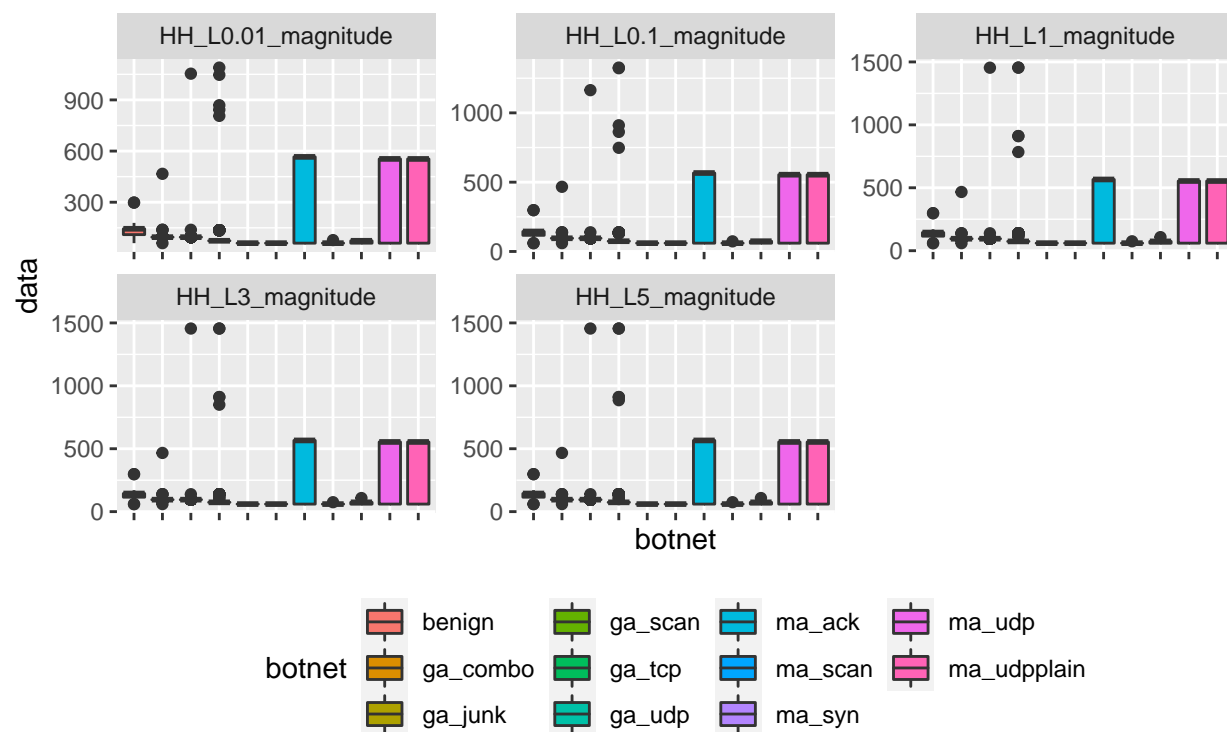 HH_L0.01_magnitude
HH_L0.1_magnitude
HH_L1_magnitude
900
600
300
1000
500
0
1500
1000
500
0
HH_L3_magnitude
HH_L5_magnitude
1500
1000
500
0
1500
1000
500
0
data
botnet
botnet
benign
ga_combo
ga_junk
ga_scan
ga_tcp
ga_udp
ma_ack
ma_scan
ma_syn
ma_udp
ma_udpplain